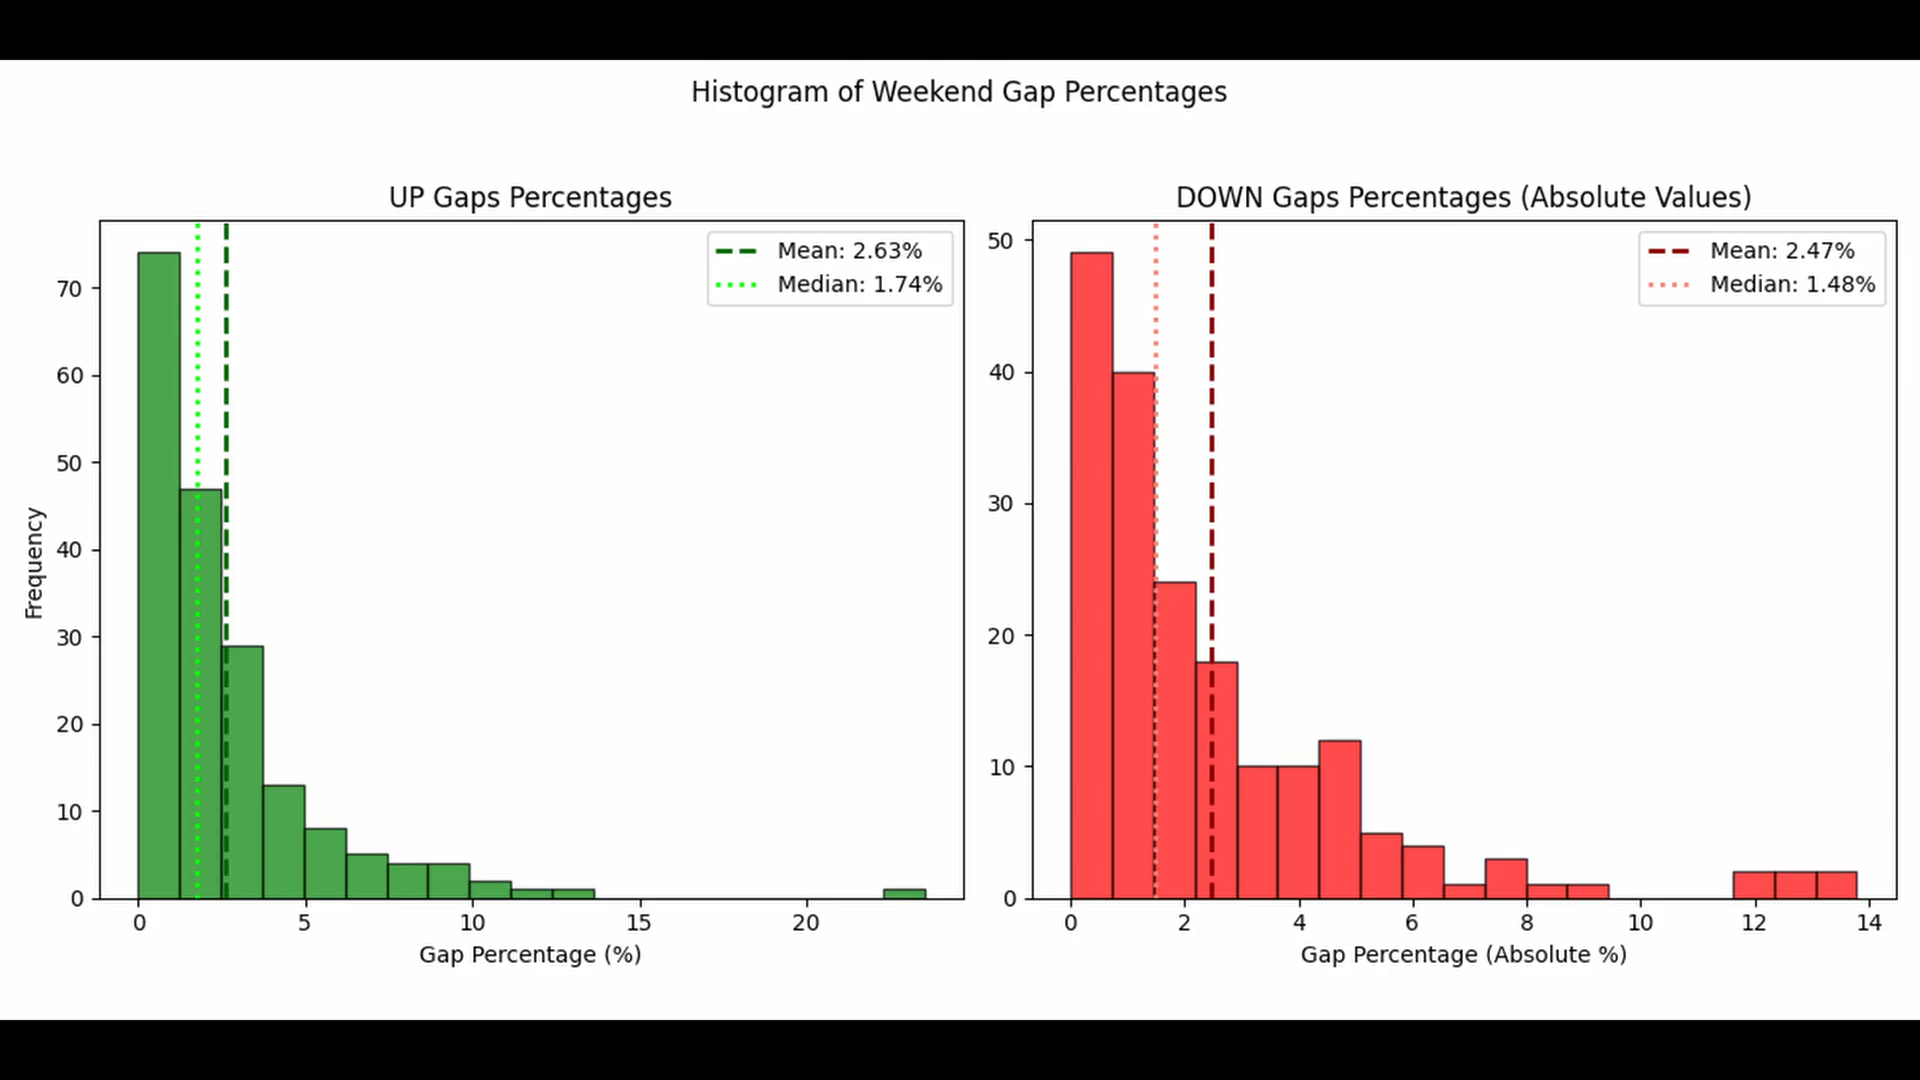 Histogram of Weekend Gap Percentages
UP Gaps Percentages
Mean: 2.63%
Median: 1.74%
Frequency
70
60
50
40
30
20
10
0
0 5 10 15 20
Gap Percentage (%)
DOWN Gaps Percentages (Absolute Values)
Mean: 2.47%
Median: 1.48%
50
40
30
20
10
0
0 2 4 6 8 10 12 14
Gap Percentage (Absolute %)